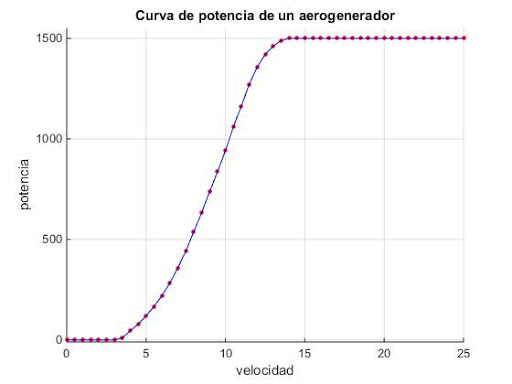 Curva de potencia de un aerogenerador
1500
1000
500
0
potencia
0 5 10 15 20 25
velocidad